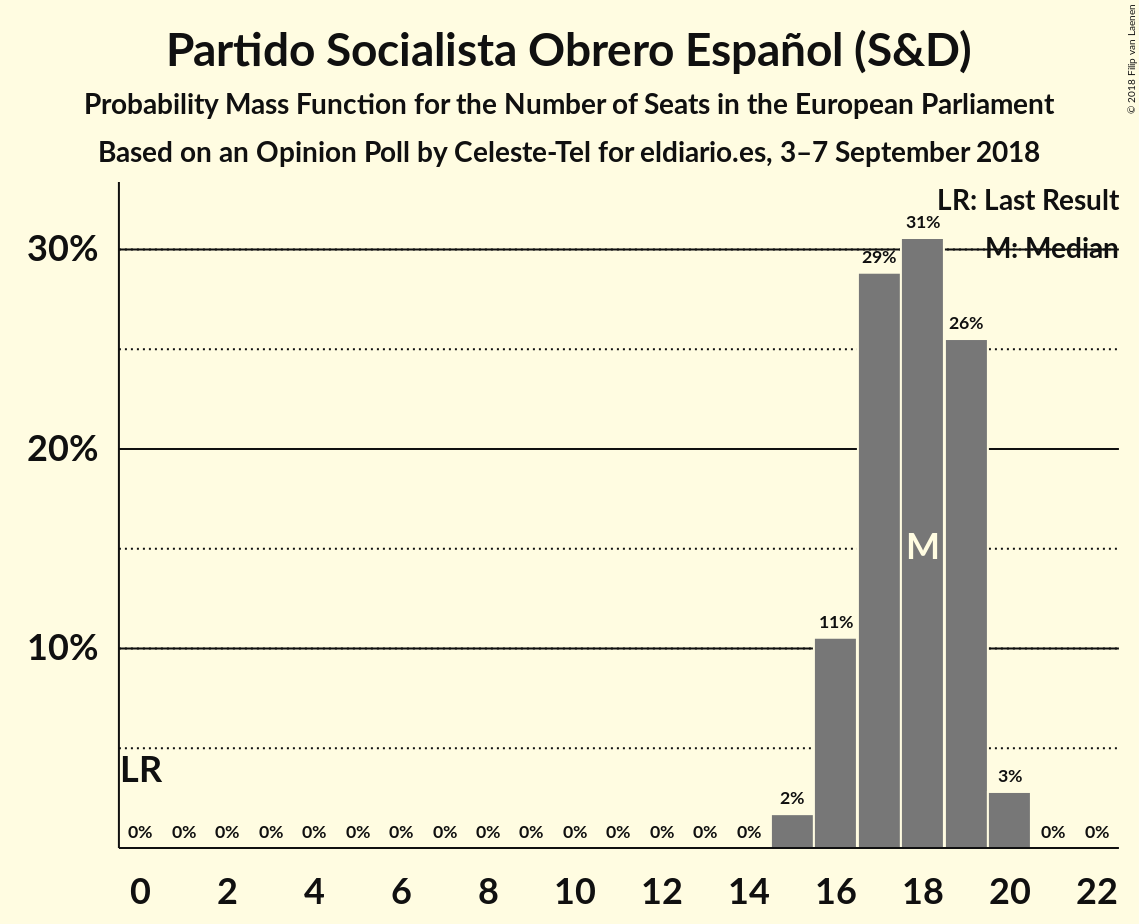 Partido Socialista Obrero Español (S&D)
Probability Mass Function for the Number of Seats in the European Parliament
Based on an Opinion Poll by Celeste-Tel for eldiario.es, 3–7 September 2018
© 2018 Filip van Laenen
LR: Last Result
M: Median
30%
20%
10%
31%
29%
26%
11%
M
LR
2%
3%
0% 0% 0% 0% 0% 0% 0% 0% 0% 0% 0% 0% 0% 0% 0% 0% 0%
0 2 4 6 8 10 12 14 16 18 20 22